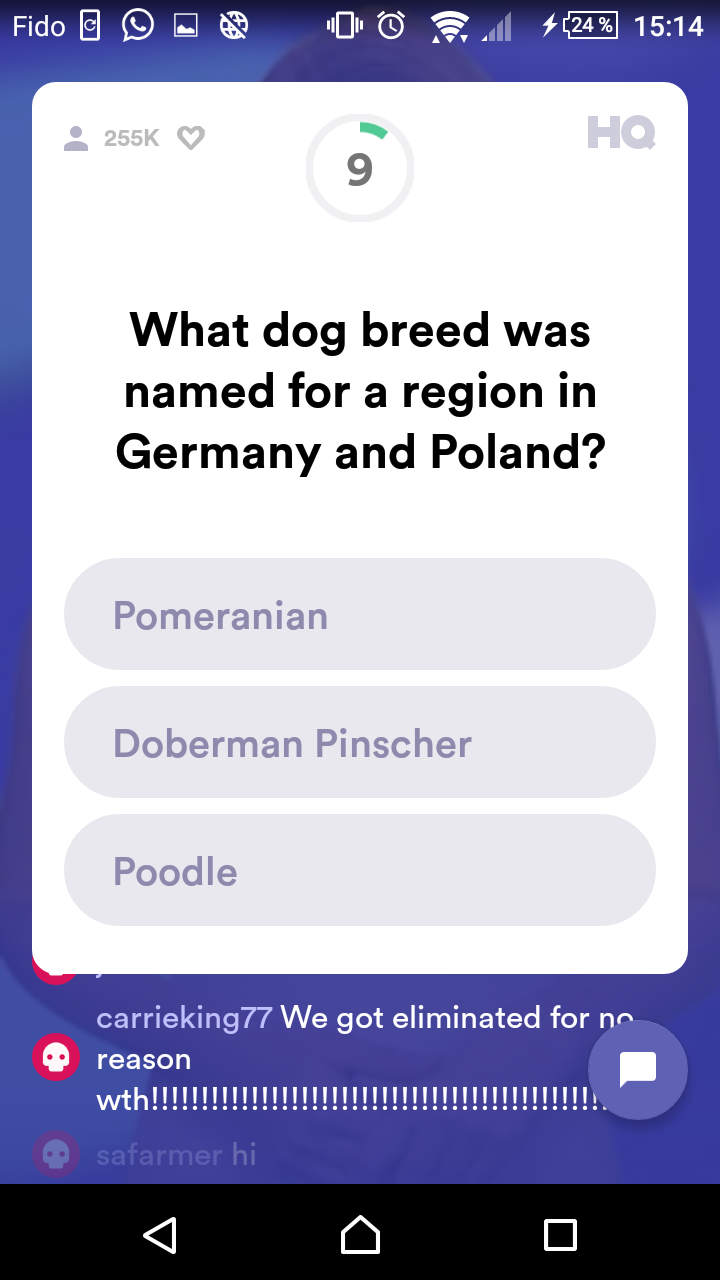 Fido 24 % 15:14
255K 9 HQ
What dog breed was
named for a region in
Germany and Poland?
Pomeranian
Doberman Pinscher
Poodle
carrieking77 We got eliminated for no
reason
wth!!!!!!!!!!!!!!!!!!!!!!!!!!!!!!!!!!!!!!!!!!!!!!
safarmer hi